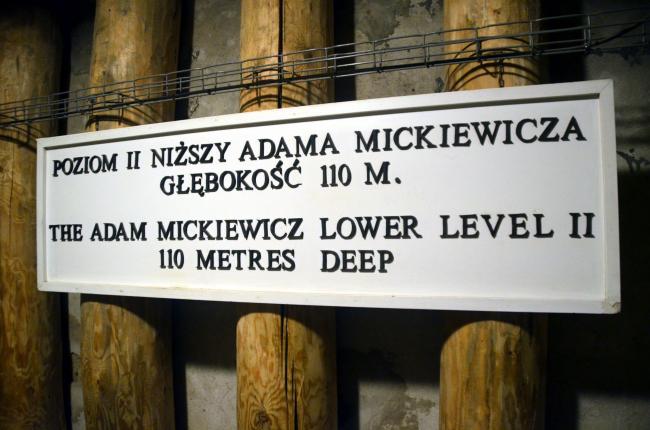 POZIOM II NIŻSZY ADAMA MICKIEWICZA
GŁĘBOKOŚĆ 110 M.
THE ADAM MICKIEWICZ LOWER LEVEL II
110 METRES DEEP